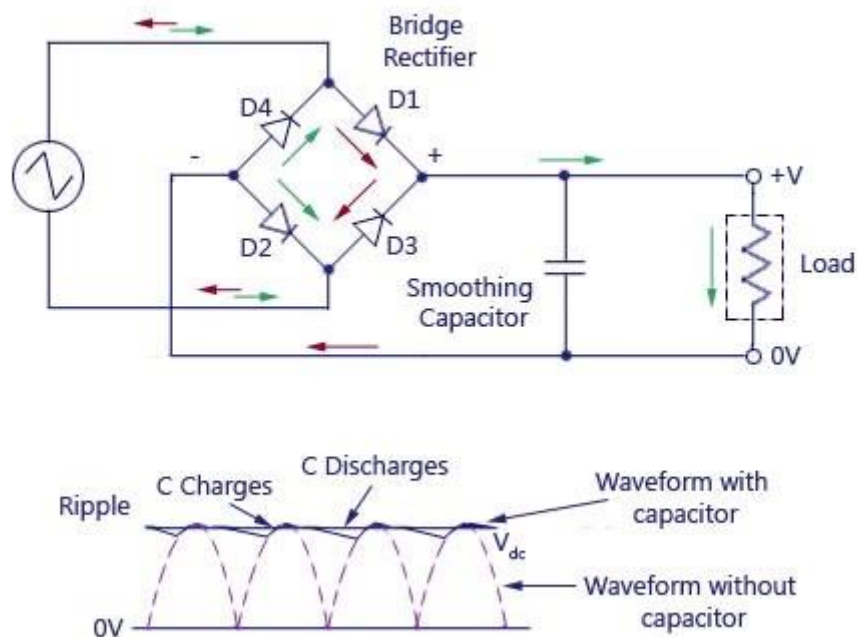 Bridge
Rectifier
D4
D1
-
+
+V
D2
D3
Load
Smoothing
Capacitor
0V
C Discharges
C Charges
Waveform with
capacitor
Ripple
Vdc
Waveform without
capacitor
0V